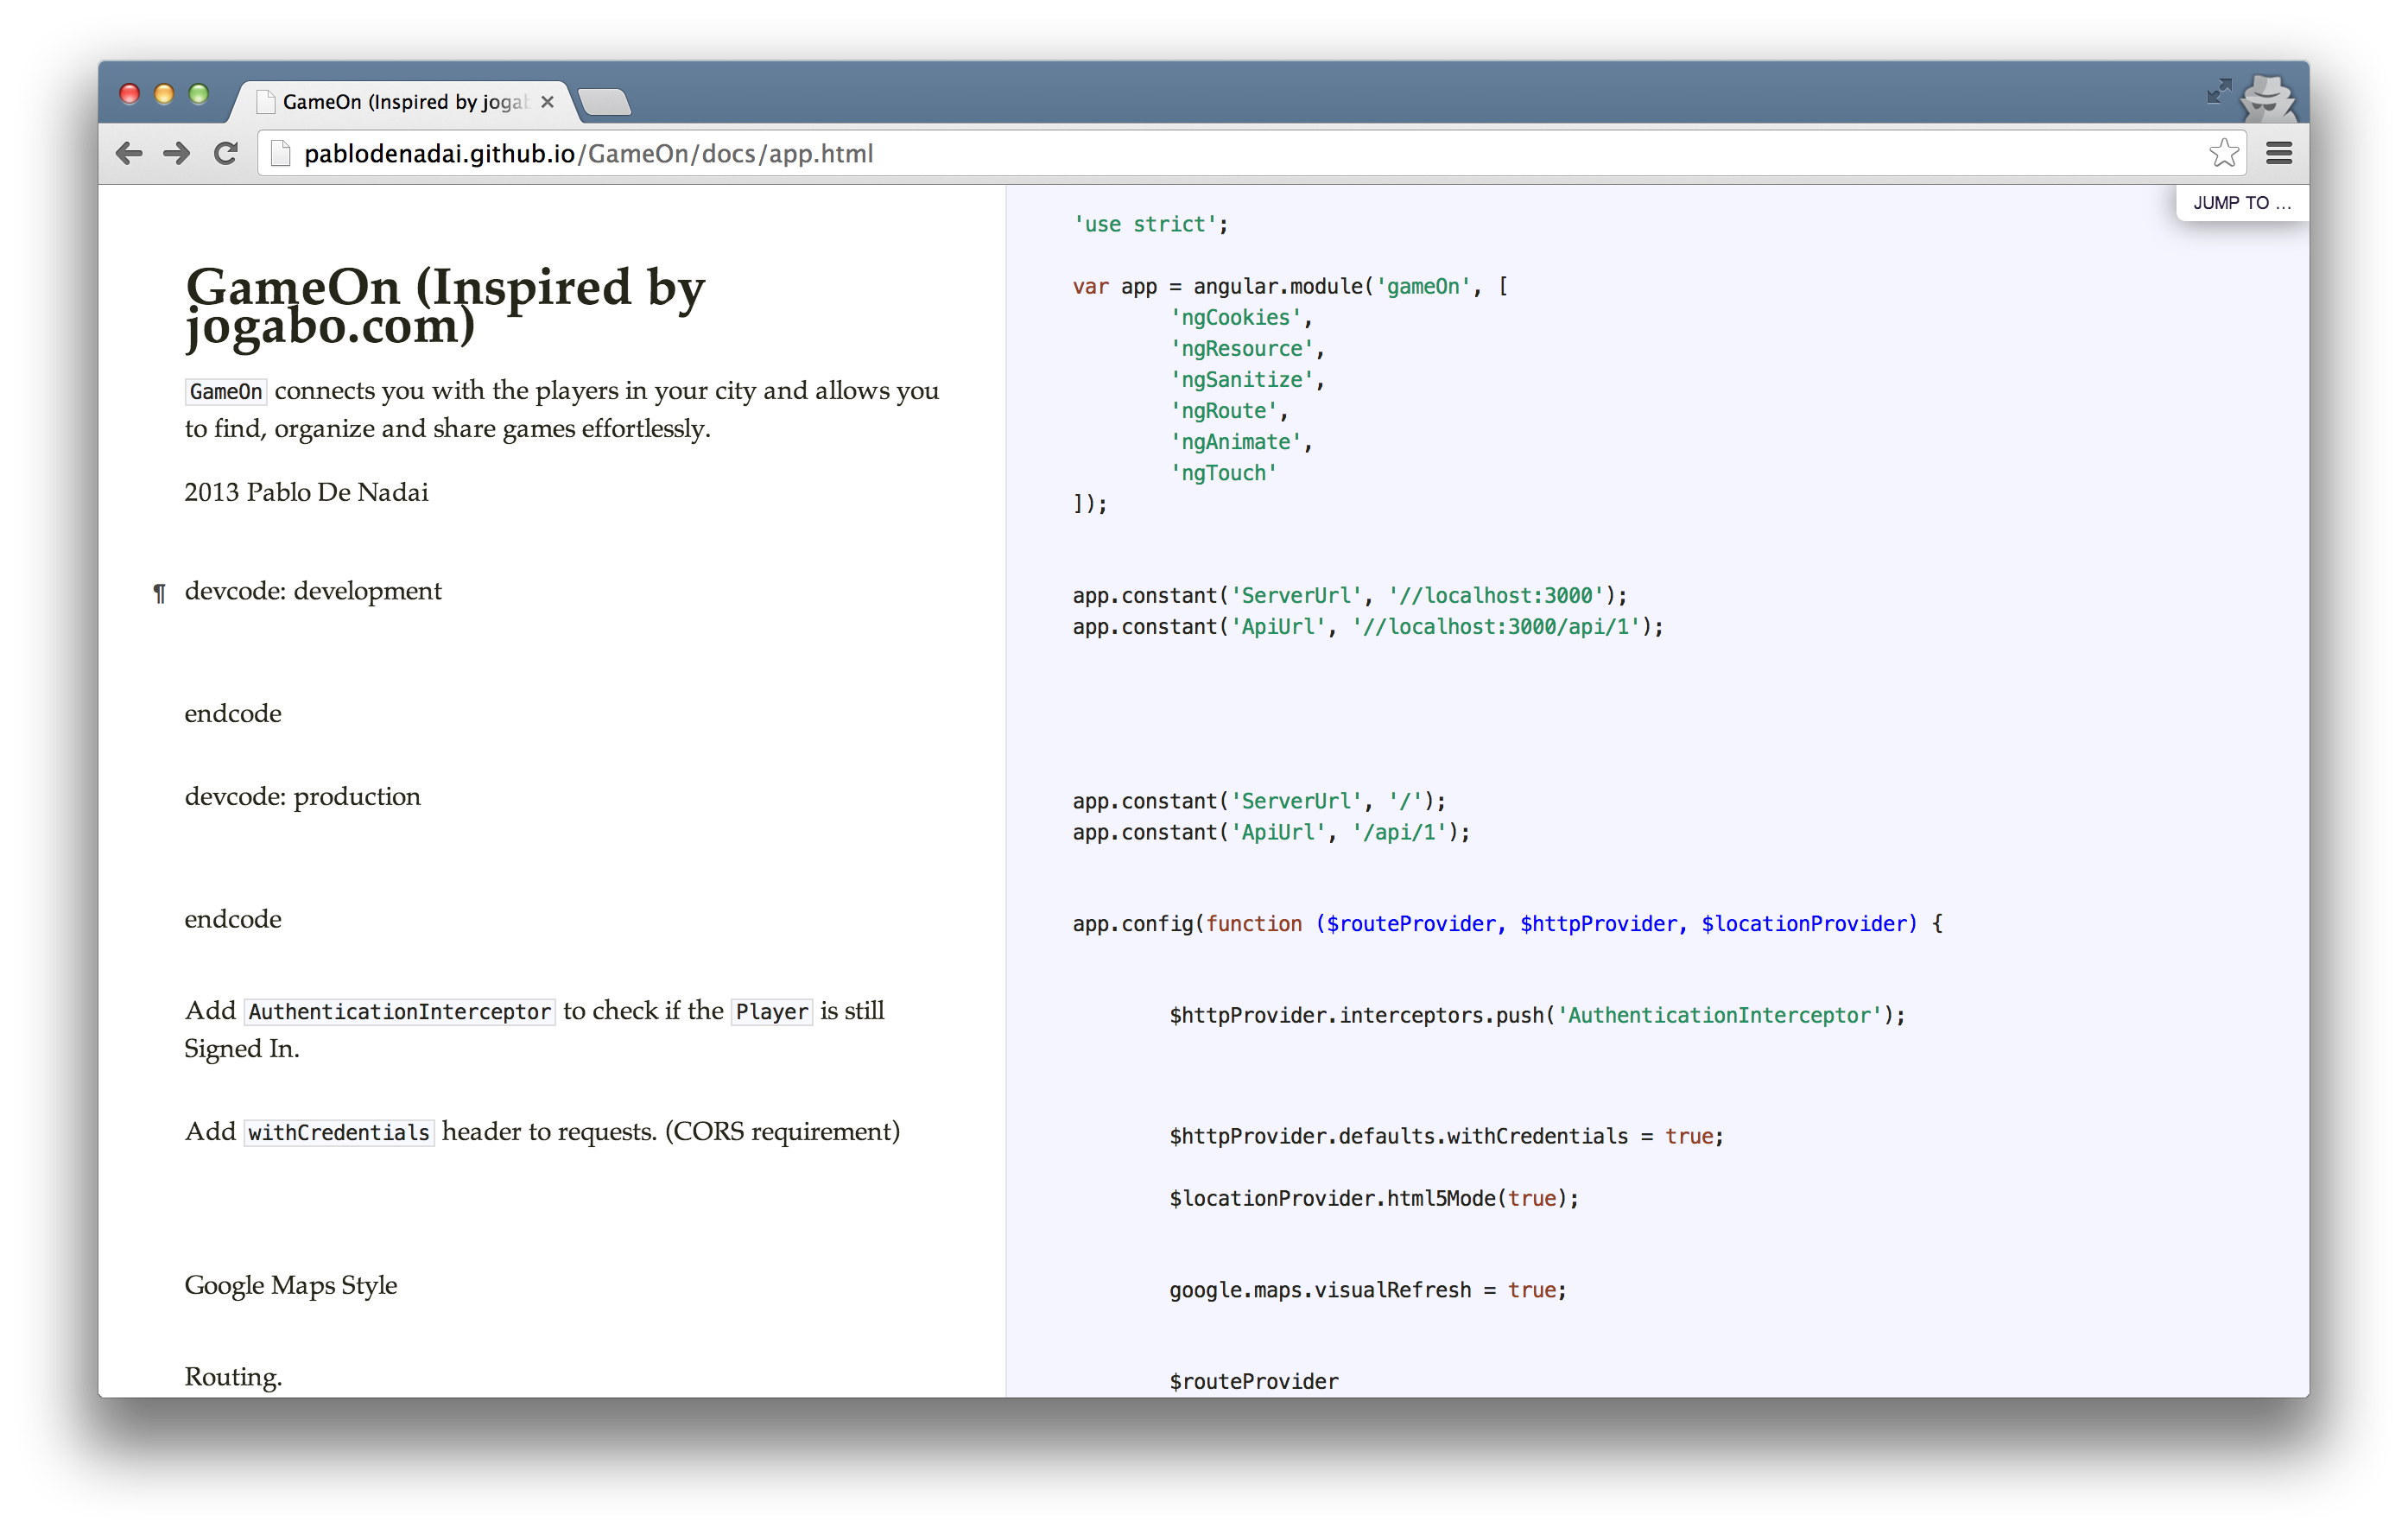 GameOn (Inspired by jogab
pablodenadai.github.io/GameOn/docs/app.html
JUMP TO …
GameOn (Inspired by
jogabo.com)
GameOn connects you with the players in your city and allows you
to find, organize and share games effortlessly.
2013 Pablo De Nadai
¶ devcode: development
endcode
devcode: production
endcode
Add AuthenticationInterceptor to check if the Player is still
Signed In.
Add withCredentials header to requests. (CORS requirement)
Google Maps Style
Routing.
'use strict';
var app = angular.module('gameOn', [
'ngCookies',
'ngResource',
'ngSanitize',
'ngRoute',
'ngAnimate',
'ngTouch'
]);
app.constant('ServerUrl', '//localhost:3000');
app.constant('ApiUrl', '//localhost:3000/api/1');
app.constant('ServerUrl', '/');
app.constant('ApiUrl', '/api/1');
app.config(function ($routeProvider, $httpProvider, $locationProvider) {
$httpProvider.interceptors.push('AuthenticationInterceptor');
$httpProvider.defaults.withCredentials = true;
$locationProvider.html5Mode(true);
google.maps.visualRefresh = true;
$routeProvider